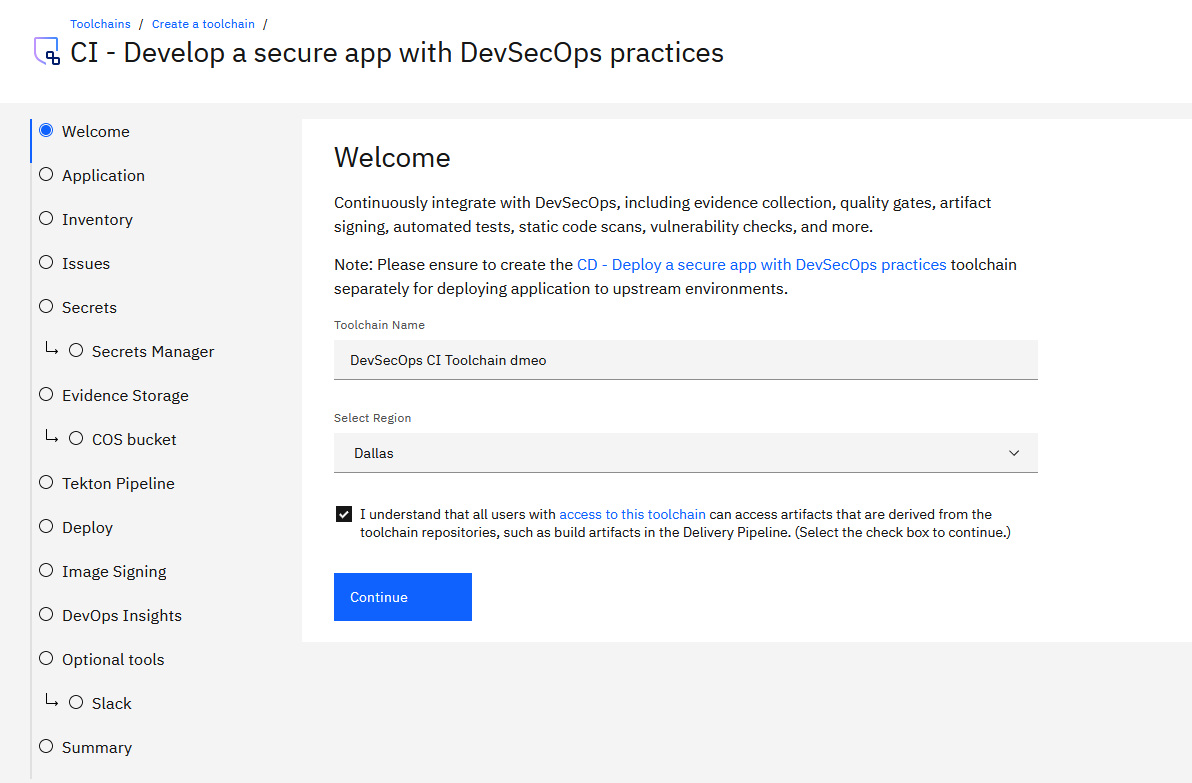 Toolchains / Create a toolchain /
CI - Develop a secure app with DevSecOps practices
Welcome
Application
Inventory
Issues
Secrets
Secrets Manager
Evidence Storage
COS bucket
Tekton Pipeline
Deploy
Image Signing
DevOps Insights
Optional tools
Slack
Summary
Welcome
Continuously integrate with DevSecOps, including evidence collection, quality gates, artifact
signing, automated tests, static code scans, vulnerability checks, and more.
Note: Please ensure to create the CD - Deploy a secure app with DevSecOps practices toolchain
separately for deploying application to upstream environments.
Toolchain Name
DevSecOps CI Toolchain dmeo
Select Region
Dallas
I understand that all users with access to this toolchain can access artifacts that are derived from the
toolchain repositories, such as build artifacts in the Delivery Pipeline. (Select the check box to continue.)
Continue